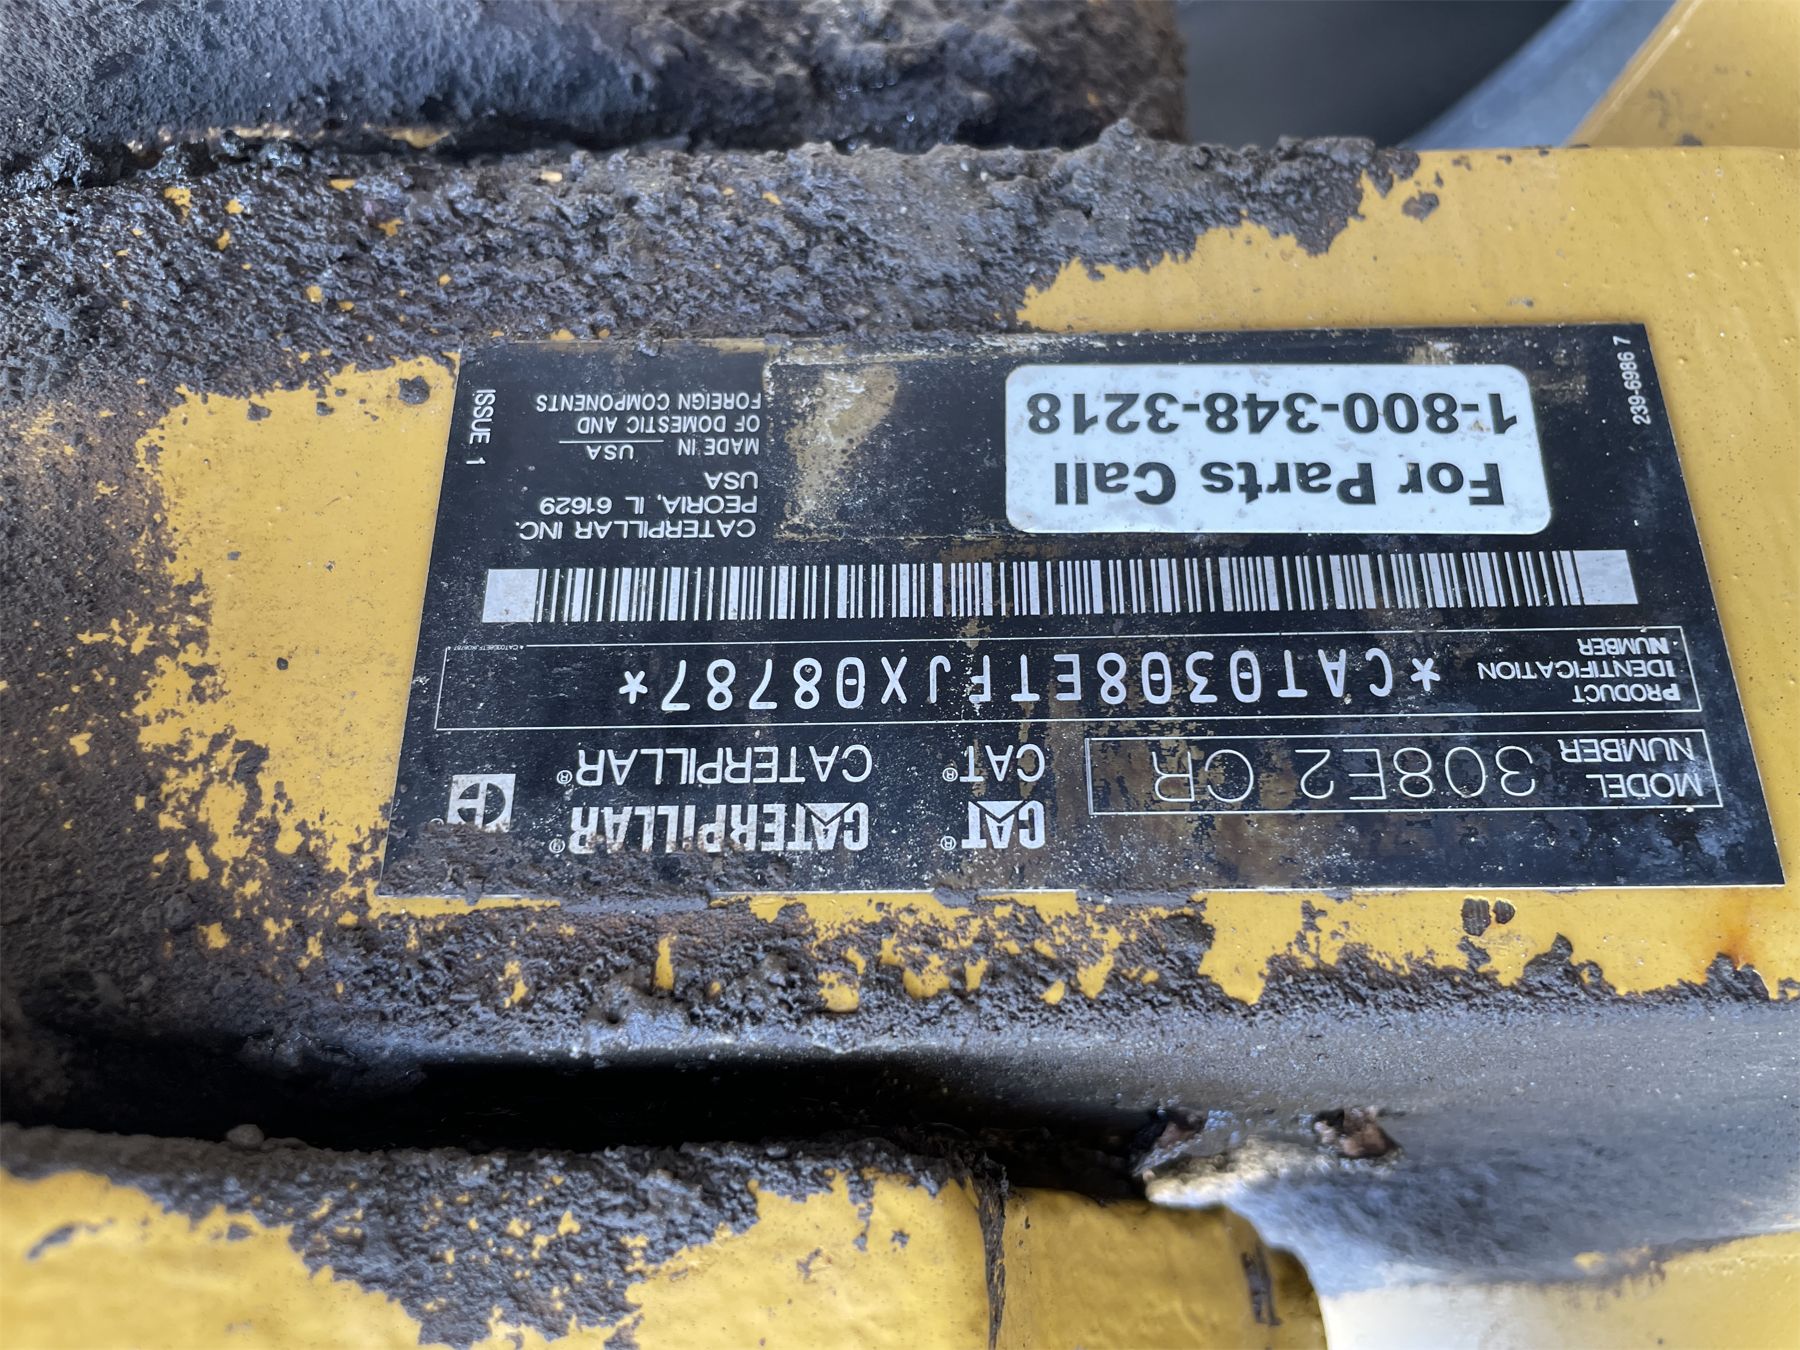 CATERPILLAR®
CAT®
CATERPILLAR®
CAT®
MODEL
NUMBER
308E2 CR
PRODUCT
IDENTIFICATION
NUMBER
*CAT0308ETFJX08787*
*CAT0308ETFJX08787*
For Parts Call
1-800-348-3218
CATERPILLAR INC.
PEORIA, IL 61629
USA
MADE IN USA
OF DOMESTIC AND
FOREIGN COMPONENTS
239-6986 7
ISSUE 1